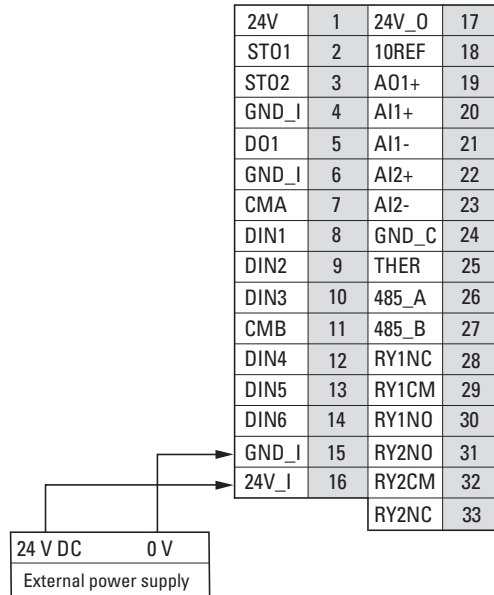 24V 1 24V_O 17
STO1 2 10REF 18
STO2 3 AO1+ 19
GND_I 4 AI1+ 20
DO1 5 AI1- 21
GND_I 6 AI2+ 22
CMA 7 AI2- 23
DIN1 8 GND_C 24
DIN2 9 THER 25
DIN3 10 485_A 26
CMB 11 485_B 27
DIN4 12 RY1NC 28
DIN5 13 RY1CM 29
DIN6 14 RY1NO 30
GND_I 15 RY2NO 31
24V_I 16 RY2CM 32
RY2NC 33
24 V DC 0 V
External power supply